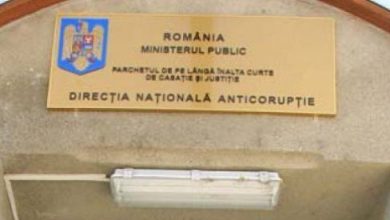 ROMÂNIA
MINISTERUL PUBLIC
PARCHETUL DE PE LÂNGĂ ÎNALTA CURTE
DE CASAȚIE ȘI JUSTIȚIE
DIRECȚIA NAȚIONALĂ ANTICORUPȚIE